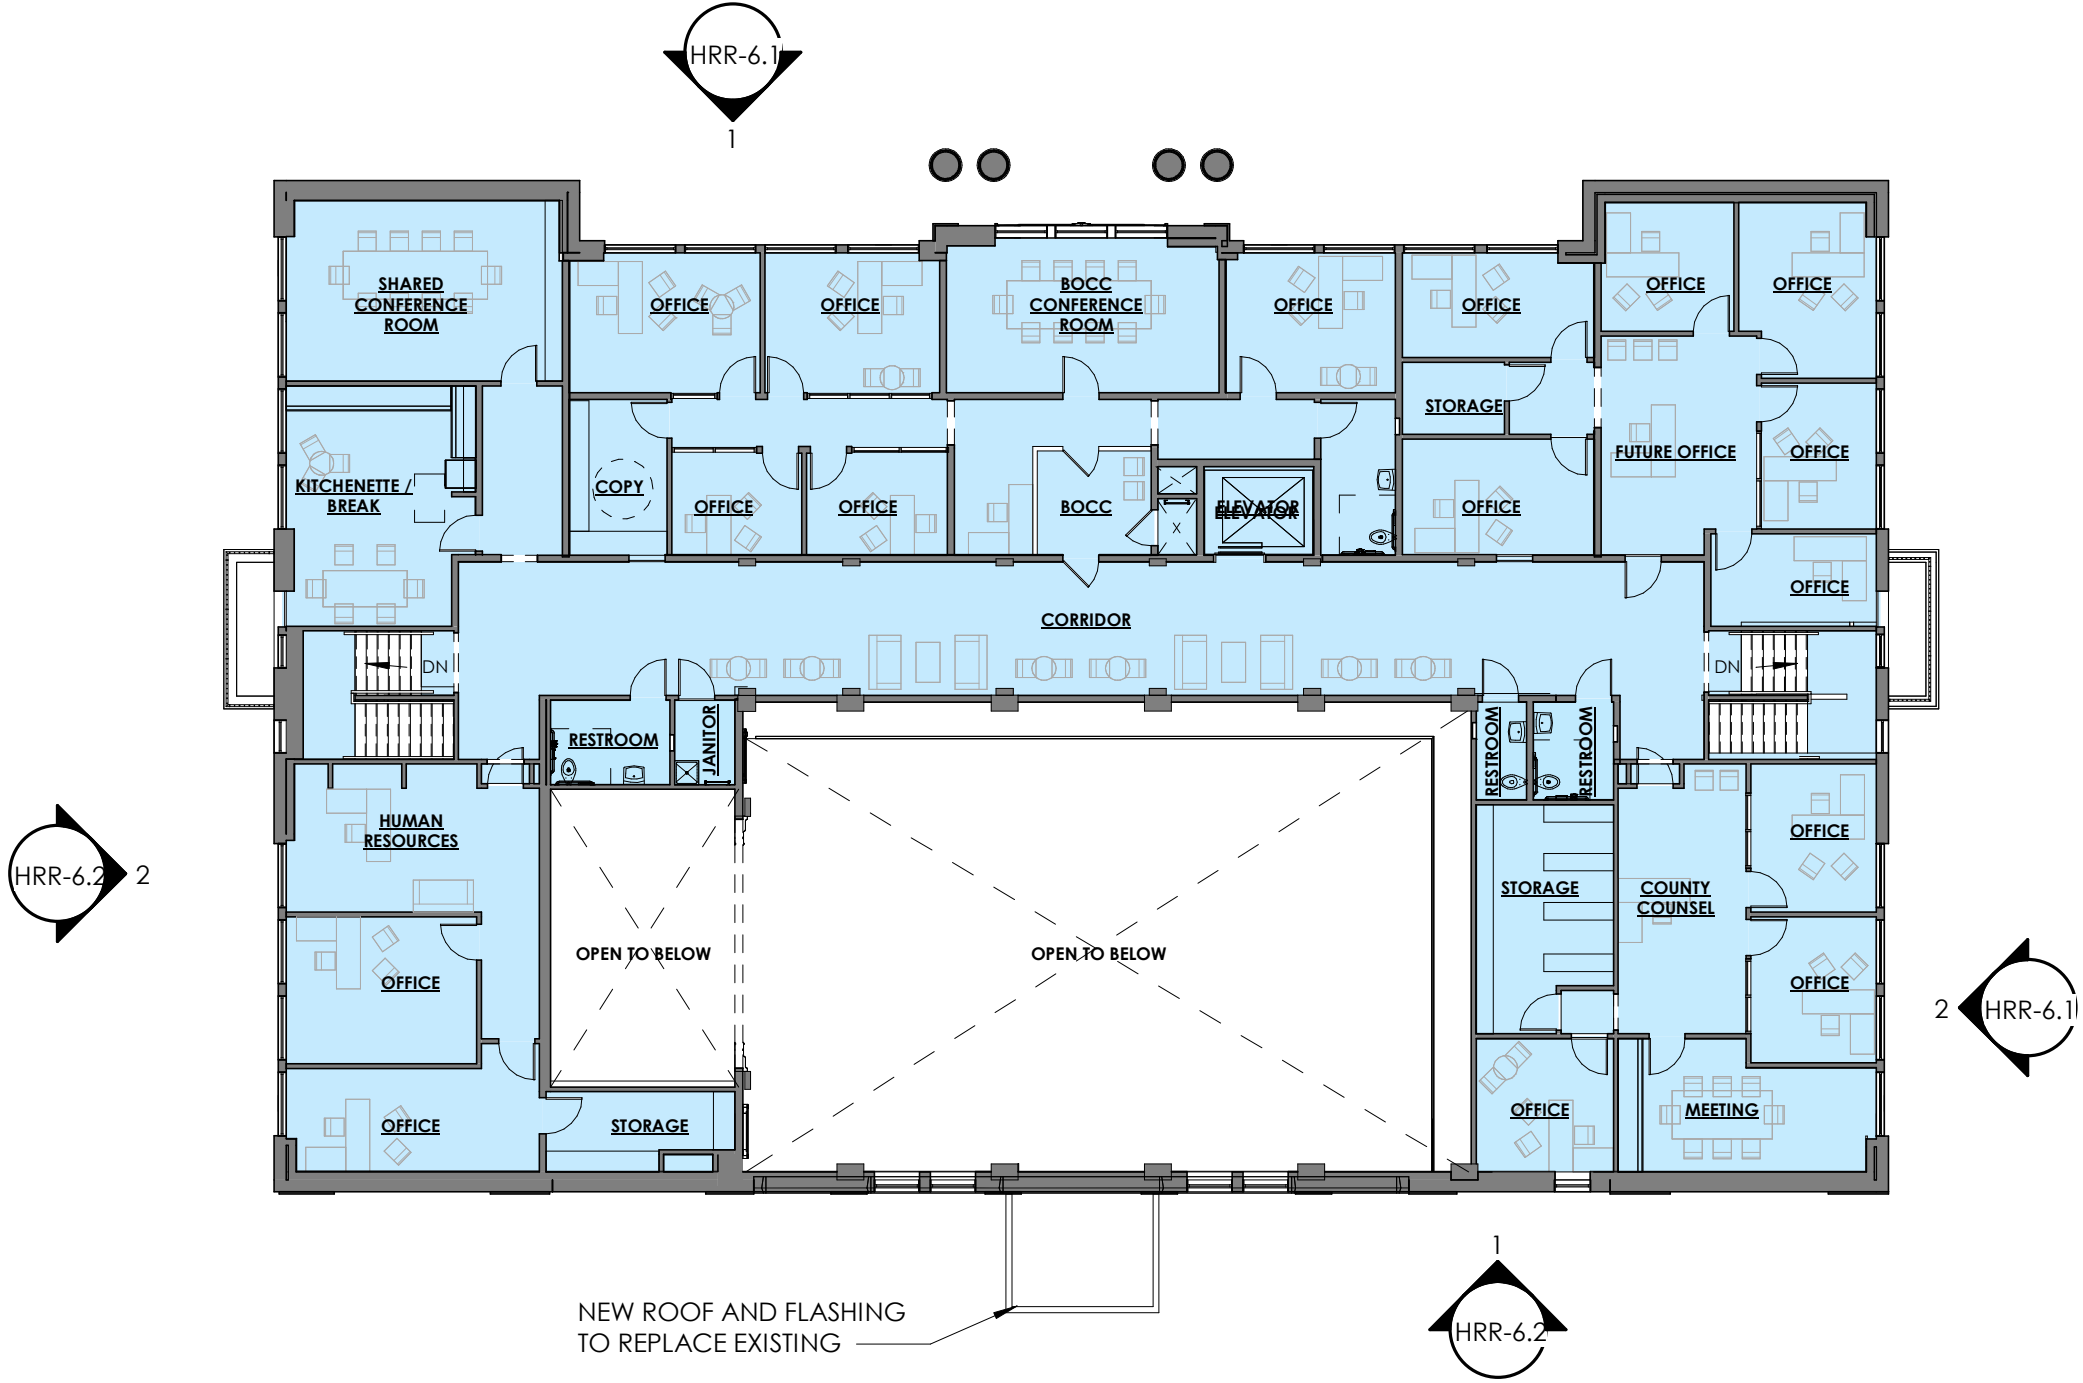 HRR-6.1
1
SHARED
CONFERENCE
ROOM
OFFICE
OFFICE
BOCC
CONFERENCE
ROOM
OFFICE
OFFICE
OFFICE
OFFICE
STORAGE
KITCHENETTE /
BREAK
COPY
OFFICE
OFFICE
BOCC
X
ELEVATOR
ELEVATOR
OFFICE
FUTURE OFFICE
OFFICE
OFFICE
CORRIDOR
DN
DN
RESTROOM
JANITOR
RESTROOM
RESTROOM
HUMAN
RESOURCES
OFFICE
HRR-6.2
2
STORAGE
COUNTY
COUNSEL
OPEN TO BELOW
OPEN TO BELOW
OFFICE
OFFICE
2
HRR-6.1
OFFICE
STORAGE
OFFICE
MEETING
1
HRR-6.2
NEW ROOF AND FLASHING
TO REPLACE EXISTING